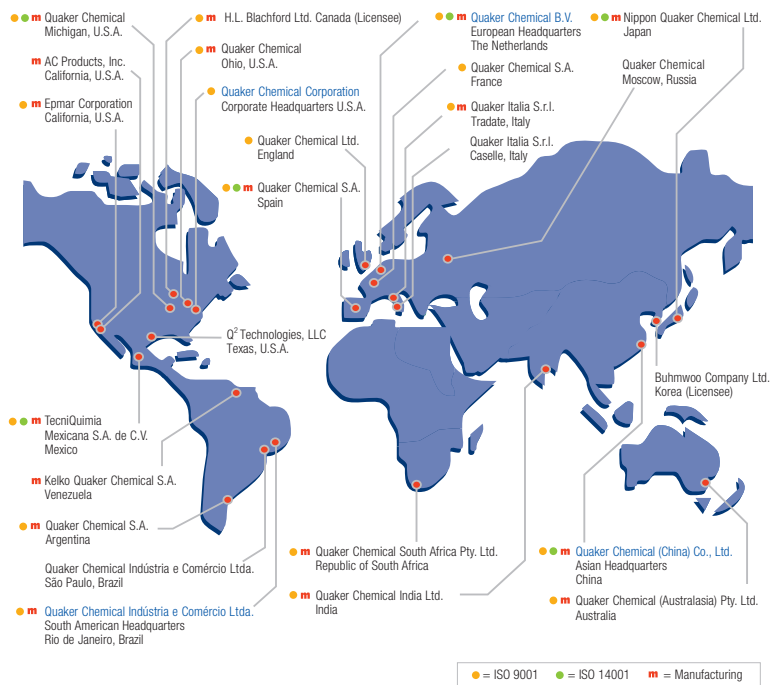 m Quaker Chemical
Michigan, U.S.A.
m AC Products, Inc.
California, U.S.A.
m Epmar Corporation
California, U.S.A.
m H.L. Blachford Ltd. Canada (Licensee)
m Quaker Chemical
Ohio, U.S.A.
Quaker Chemical Corporation
Corporate Headquarters U.S.A.
Quaker Chemical Ltd.
England
m Quaker Chemical S.A.
Spain
m Quaker Chemical B.V.
European Headquarters
The Netherlands
Quaker Chemical S.A.
France
m Quaker Italia S.r.l.
Tradate, Italy
Quaker Italia S.r.l.
Caselle, Italy
m Nippon Quaker Chemical Ltd.
Japan
Quaker Chemical
Moscow, Russia
Q² Technologies, LLC
Texas, U.S.A.
Buhmwoo Company Ltd.
Korea (Licensee)
m TecniQuimia
Mexicana S.A. de C.V.
Mexico
m Kelko Quaker Chemical S.A.
Venezuela
m Quaker Chemical S.A.
Argentina
Quaker Chemical Indústria e Comércio Ltda.
São Paulo, Brazil
m Quaker Chemical Indústria e Comércio Ltda.
South American Headquarters
Rio de Janeiro, Brazil
m Quaker Chemical South Africa Pty. Ltd.
Republic of South Africa
m Quaker Chemical India Ltd.
India
m Quaker Chemical (China) Co., Ltd.
Asian Headquarters
China
m Quaker Chemical (Australasia) Pty. Ltd.
Australia
= ISO 9001 = ISO 14001 m = Manufacturing